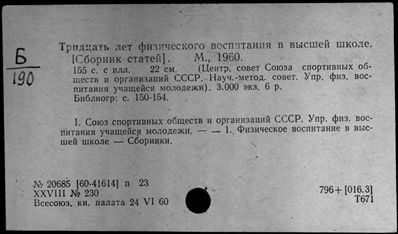 Б
190
Тридцать лет физического воспитания в высшей школе.
[Сборник статей]. М., 1960.
155 с. с илл. 22 см. (Центр. совет Союза спортивных об-
ществ и организаций СССР. Науч.-метод. совет. Упр. физ. вос-
питания учащейся молодежи). 3.000 экз. 6 р.
Библиогр: с. 150-154.
1. Союз спортивных обществ и организаций СССР. Упр. физ. вос-
питания учащейся молодежи. — — 1. Физическое воспитание в выс-
шей школе — Сборники.
№ 20685 [60-41614] п 23
XXVIII № 230
Всесоюз. кн. палата 24 VI 60
796+[016.3]
Т671